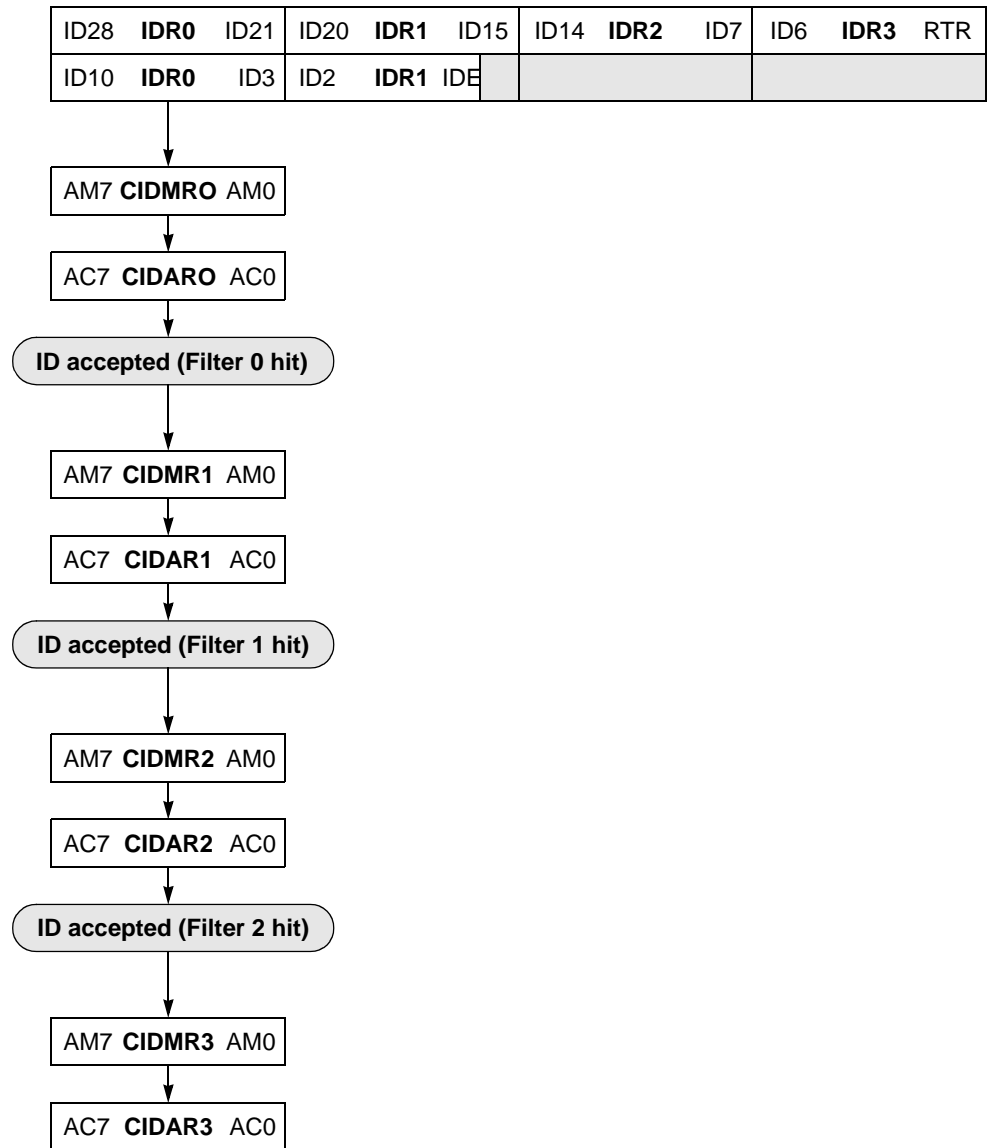 ID28 IDR0 ID21 ID20 IDR1 ID15 ID14 IDR2 ID7 ID6 IDR3 RTR
ID10 IDR0 ID3 ID2 IDR1 IDE
AM7 CIDMRO AM0
AC7 CIDARO AC0
ID accepted (Filter 0 hit)
AM7 CIDMR1 AM0
AC7 CIDAR1 AC0
ID accepted (Filter 1 hit)
AM7 CIDMR2 AM0
AC7 CIDAR2 AC0
ID accepted (Filter 2 hit)
AM7 CIDMR3 AM0
AC7 CIDAR3 AC0